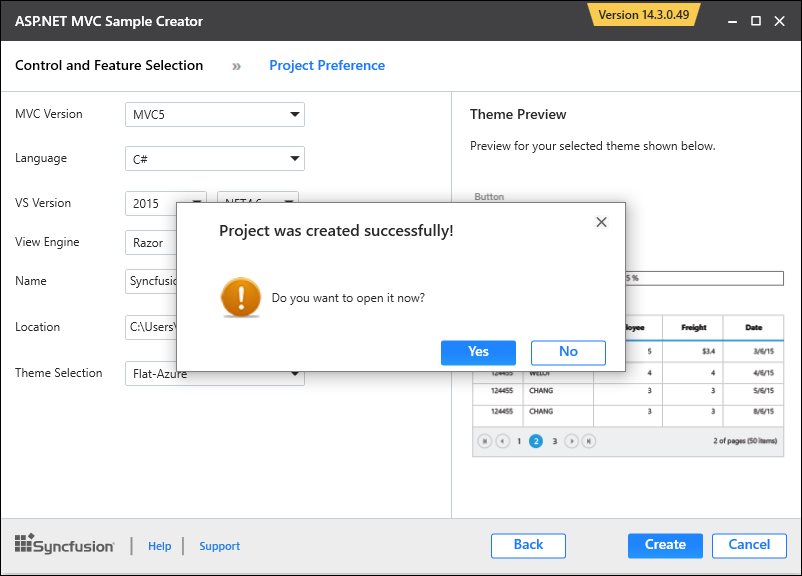 ASP.NET MVC Sample Creator
Version 14.3.0.49
Control and Feature Selection » Project Preference
MVC Version MVC5
Language C#
VS Version 2015 .NET4.6
View Engine Razor
Name Syncfusio
Location C:\Users\
Theme Selection Flat-Azure
Theme Preview
Preview for your selected theme shown below.
Button
5 %
loyee Freight Date
5 $3.4 3/6/15
124455 WELDT 4 4 4/6/15
124455 CHANG 3 3 5/6/15
124455 CHANG 3 3 8/6/15
1 2 3 2 of pages (50 items)
Project was created successfully!
Do you want to open it now?
Yes No
Syncfusion | Help | Support
Back Create Cancel